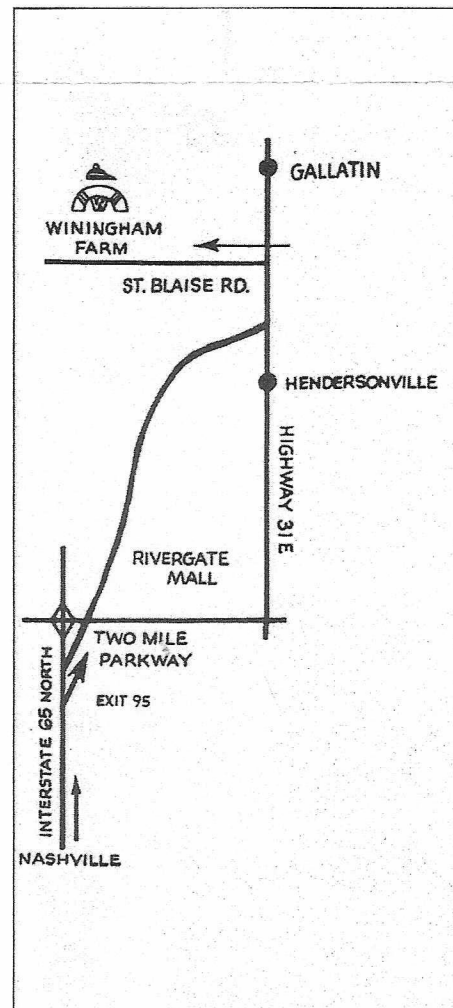 GALLATIN
WININGHAM
FARM
ST. BLAISE RD.
HENDERSONVILLE
HIGHWAY 31E
RIVERGATE
MALL
TWO MILE
PARKWAY
EXIT 95
INTERSTATE 65 NORTH
NASHVILLE